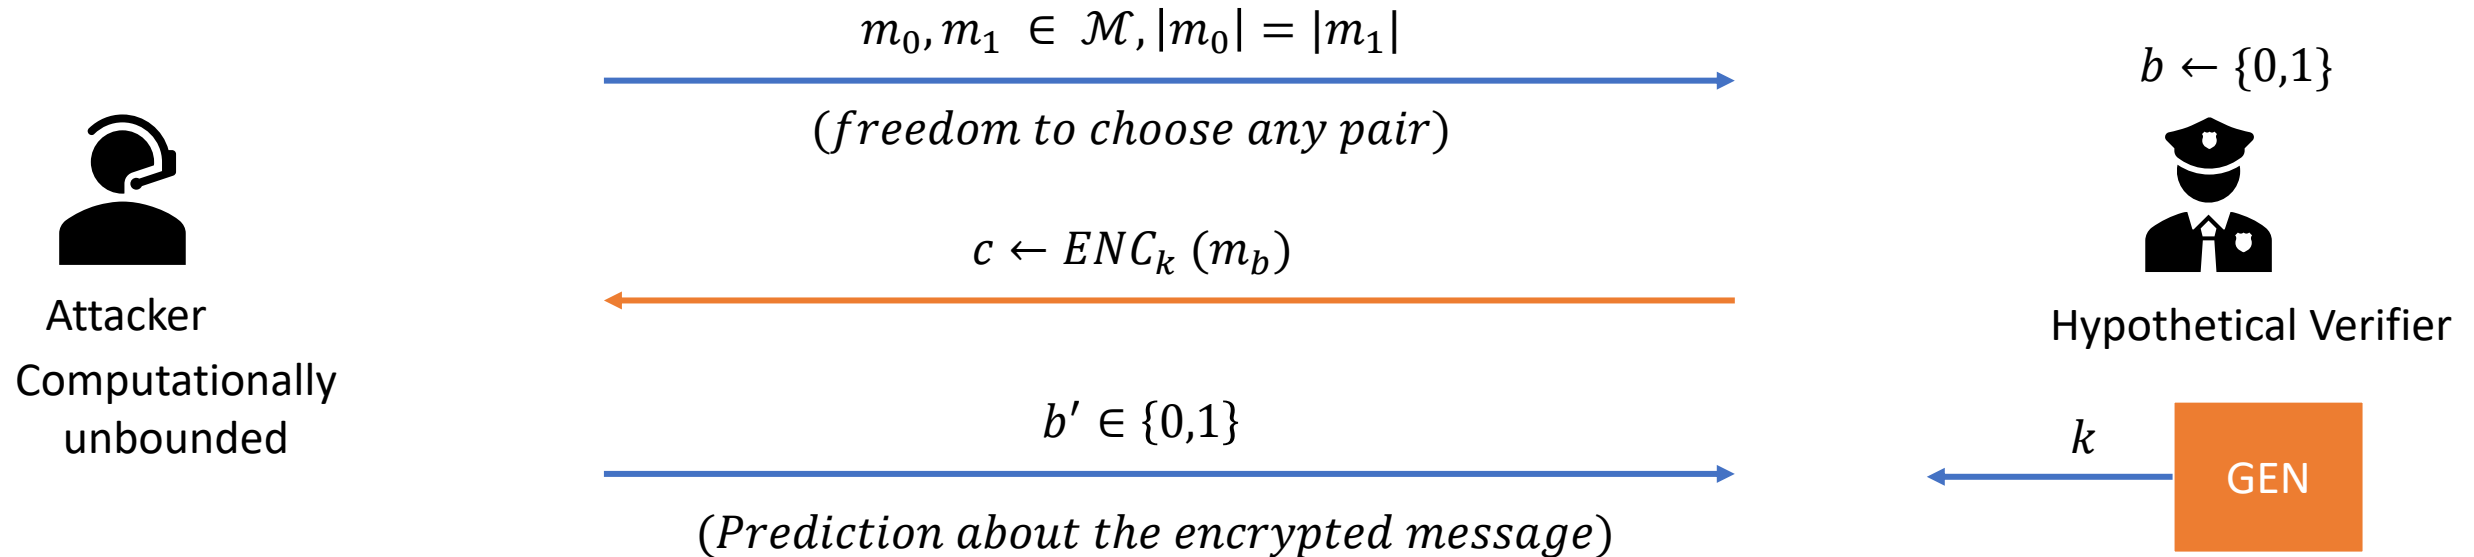 𝑚₀, 𝑚₁ ∈ ℳ, |𝑚₀| = |𝑚₁|
𝑏 ← {0,1}
(𝑓𝑟𝑒𝑒𝑑𝑜𝑚 𝑡𝑜 𝑐ℎ𝑜𝑜𝑠𝑒 𝑎𝑛𝑦 𝑝𝑎𝑖𝑟)
𝑐 ← 𝐸𝑁𝐶ₖ (𝑚_𝑏)
Attacker
Computationally
unbounded
Hypothetical Verifier
𝑏′ ∈ {0,1}
𝑘
GEN
(𝑃𝑟𝑒𝑑𝑖𝑐𝑡𝑖𝑜𝑛 𝑎𝑏𝑜𝑢𝑡 𝑡ℎ𝑒 𝑒𝑛𝑐𝑟𝑦𝑝𝑡𝑒𝑑 𝑚𝑒𝑠𝑠𝑎𝑔𝑒)